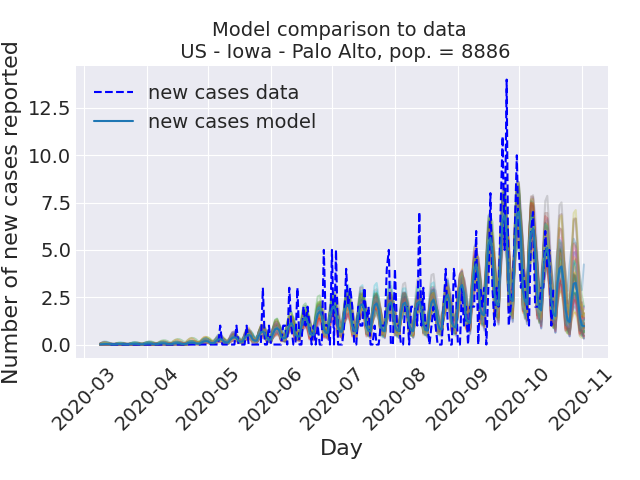 Model comparison to data
US - Iowa - Palo Alto, pop. = 8886
new cases data
new cases model
Number of new cases reported
12.5
10.0
7.5
5.0
2.5
0.0
2020-03
2020-04
2020-05
2020-06
2020-07
2020-08
2020-09
2020-10
2020-11
Day